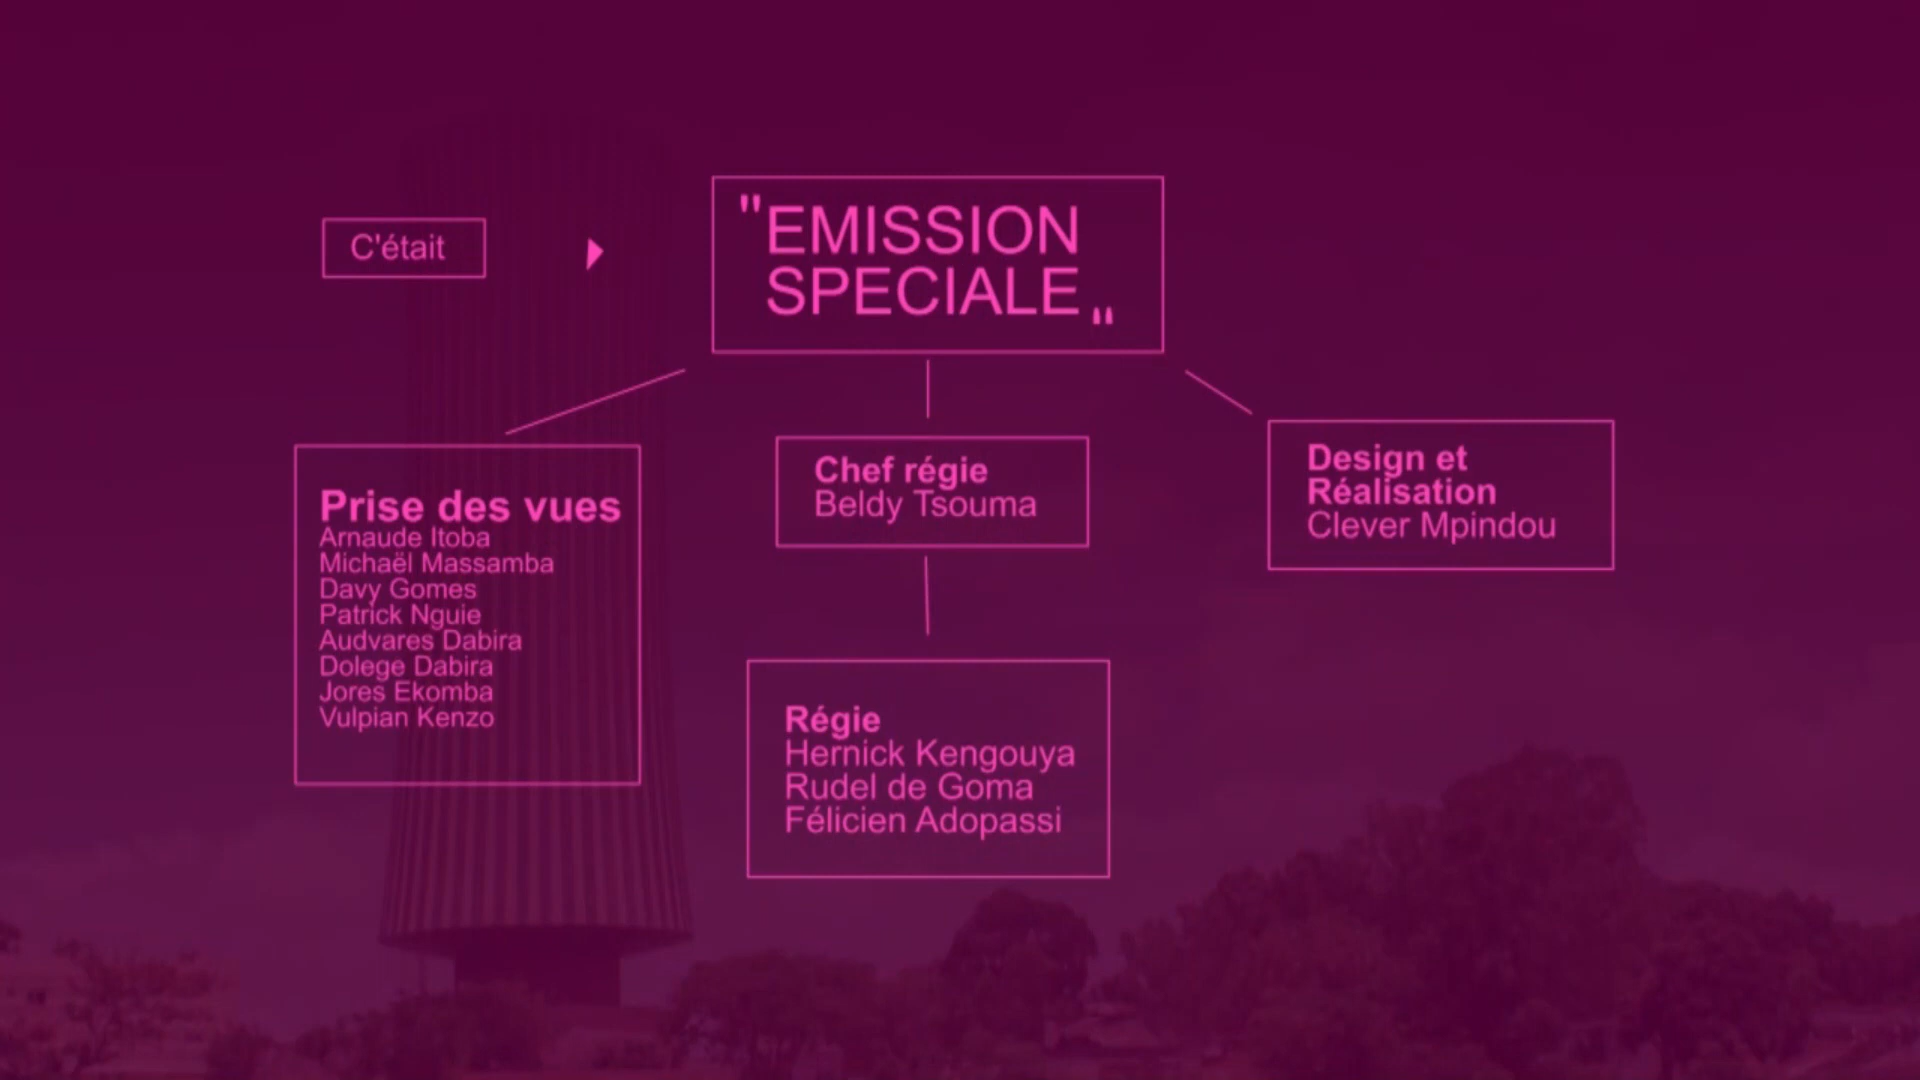 C'était
"EMISSION
SPECIALE"
Prise des vues
Arnaude Itoba
Michaël Massamba
Davy Gomes
Patrick Nguie
Audvares Dabira
Dolege Dabira
Jores Ekomba
Vulpian Kenzo
Chef régie
Beldy Tsouma
Régie
Hernick Kengouya
Rudel de Goma
Félicien Adopassi
Design et
Réalisation
Clever Mpindou